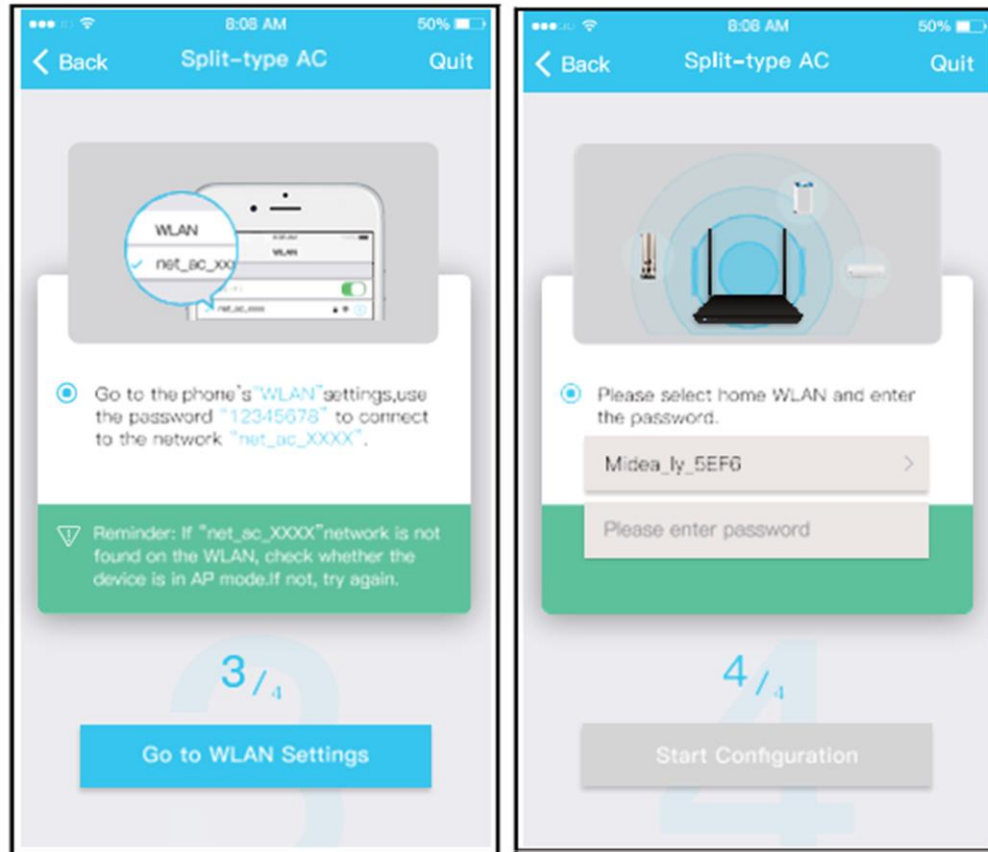 8:08 AM 50%
Back Split-type AC Quit
WLAN
net_ac_xxx
WLAN
net_ac_xxxx
Go to the phone's"WLAN"settings,use
the password "12345678" to connect
to the network "net_ac_XXXX".
Reminder: If "net_ac_XXXX"network is not
found on the WLAN, check whether the
device is in AP mode.If not, try again.
3/4
Go to WLAN Settings
8:08 AM 50%
Back Split-type AC Quit
Please select home WLAN and enter
the password.
Midea_ly_5EF6
Please enter password
4/4
Start Configuration